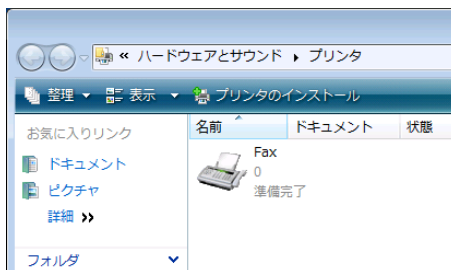 « ハードウェアとサウンド ▸ プリンタ
整理 ▼ 表示 ▼ プリンタのインストール
お気に入りリンク
ドキュメント
ピクチャ
詳細 »
フォルダ
名前 ドキュメント 状態
Fax
0
準備完了